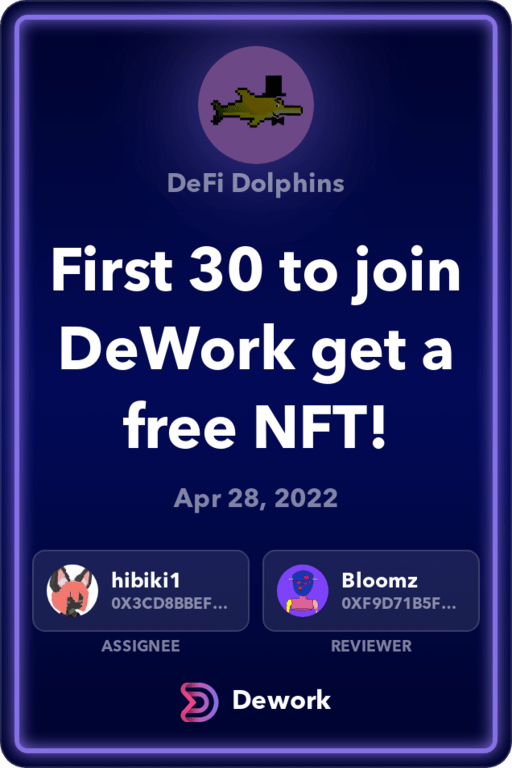 DeFi Dolphins
First 30 to join
DeWork get a
free NFT!
Apr 28, 2022
hibiki1
0X3CD8BBEF...
Bloomz
0XF9D71B5F...
ASSIGNEE
REVIEWER
Dework